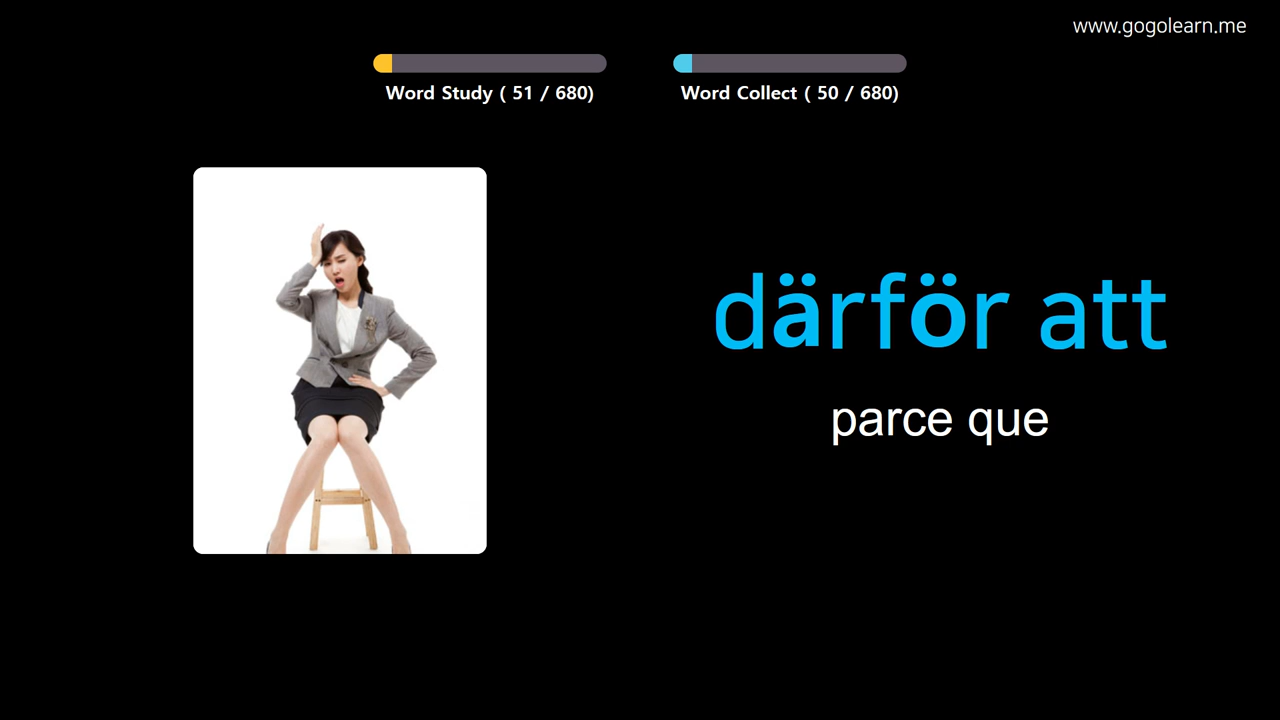 www.gogolearn.me
Word Study ( 51 / 680)
Word Collect ( 50 / 680)
därför att
parce que